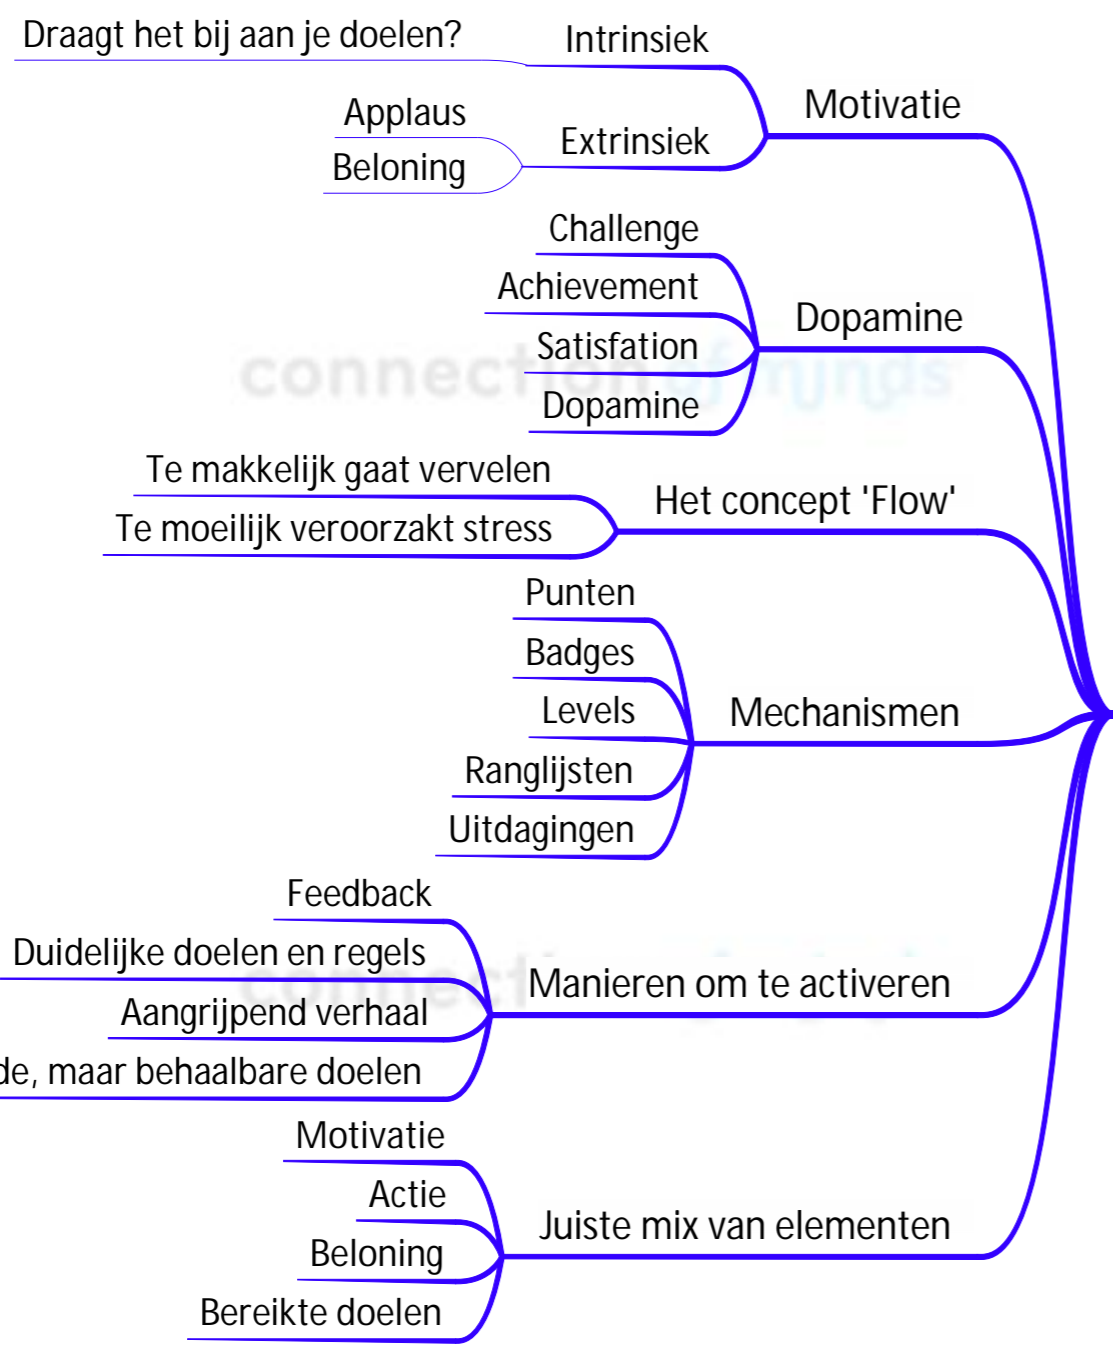 Draagt het bij aan je doelen?
Intrinsiek
Applaus
Beloning
Extrinsiek
Motivatie
Challenge
Achievement
Satisfation
Dopamine
Dopamine
connection of minds
Te makkelijk gaat vervelen
Te moeilijk veroorzakt stress
Het concept 'Flow'
Punten
Badges
Levels
Ranglijsten
Uitdagingen
Mechanismen
Feedback
Duidelijke doelen en regels
Aangrijpend verhaal
de, maar behaalbare doelen
Manieren om te activeren
Motivatie
Actie
Beloning
Bereikte doelen
Juiste mix van elementen